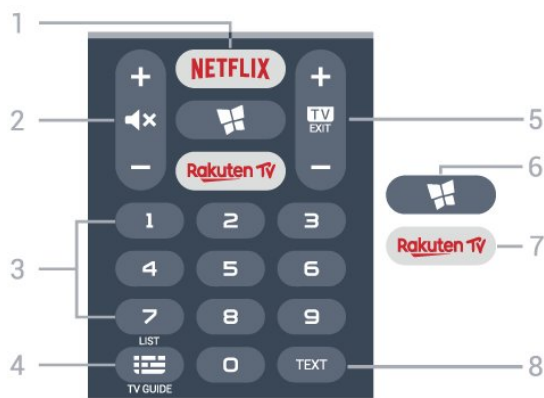 1
NETFLIX
+ +
2
TV
EXIT
5
- -
6
Rakuten TV
Rakuten TV
7
1 2 3
3
4 5 6
7 8 9
LIST
4
0
TEXT
8
TV GUIDE